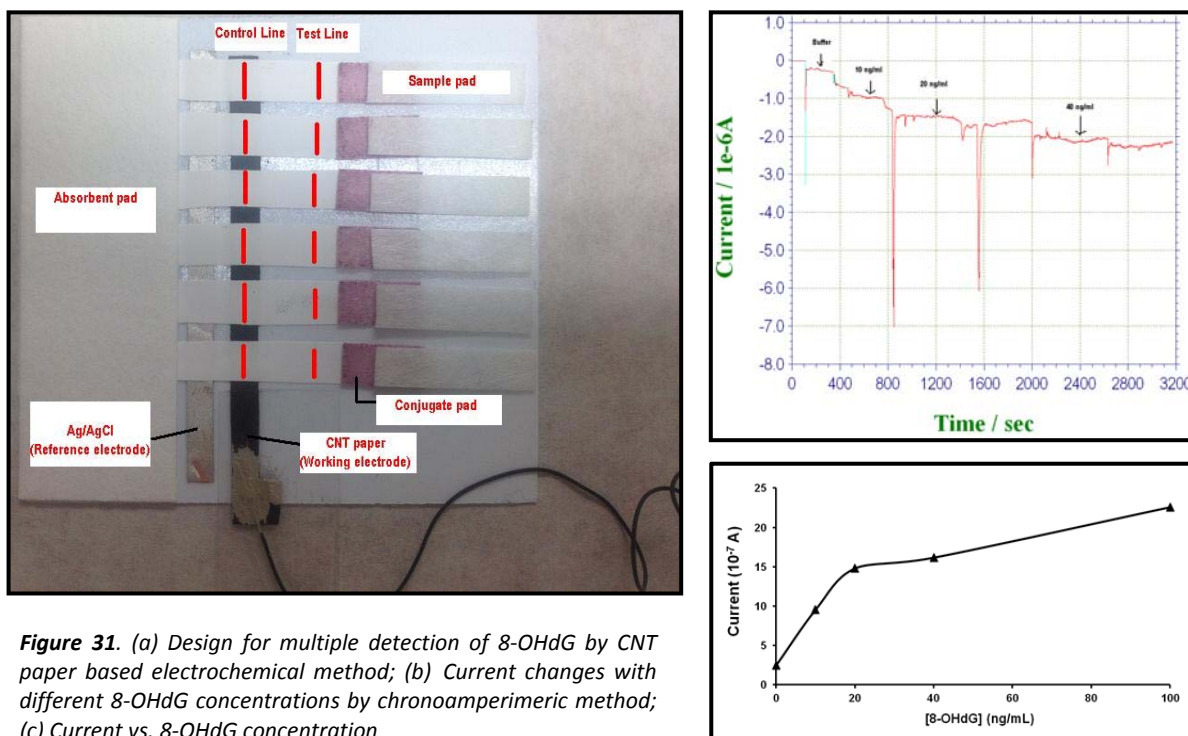 Control Line Test Line
Sample pad
Absorbent pad
Conjugate pad
Ag/AgCl
(Reference electrode)
CNT paper
(Working electrode)
1.0
0
-1.0
-2.0
-3.0
-4.0
-5.0
-6.0
-7.0
-8.0
Current / 1e-6A
Buffer
10 ng/ml
20 ng/ml
40 ng/ml
0 400 800 1200 1600 2000 2400 2800 3200
Time / sec
Figure 31. (a) Design for multiple detection of 8-OHdG by CNT
paper based electrochemical method; (b) Current changes with
different 8-OHdG concentrations by chronoamperimeric method;
(c) Current vs. 8-OHdG concentration
25
20
15
10
5
0
Current (10-7 A)
0 20 40 60 80 100
[8-OHdG] (ng/mL)